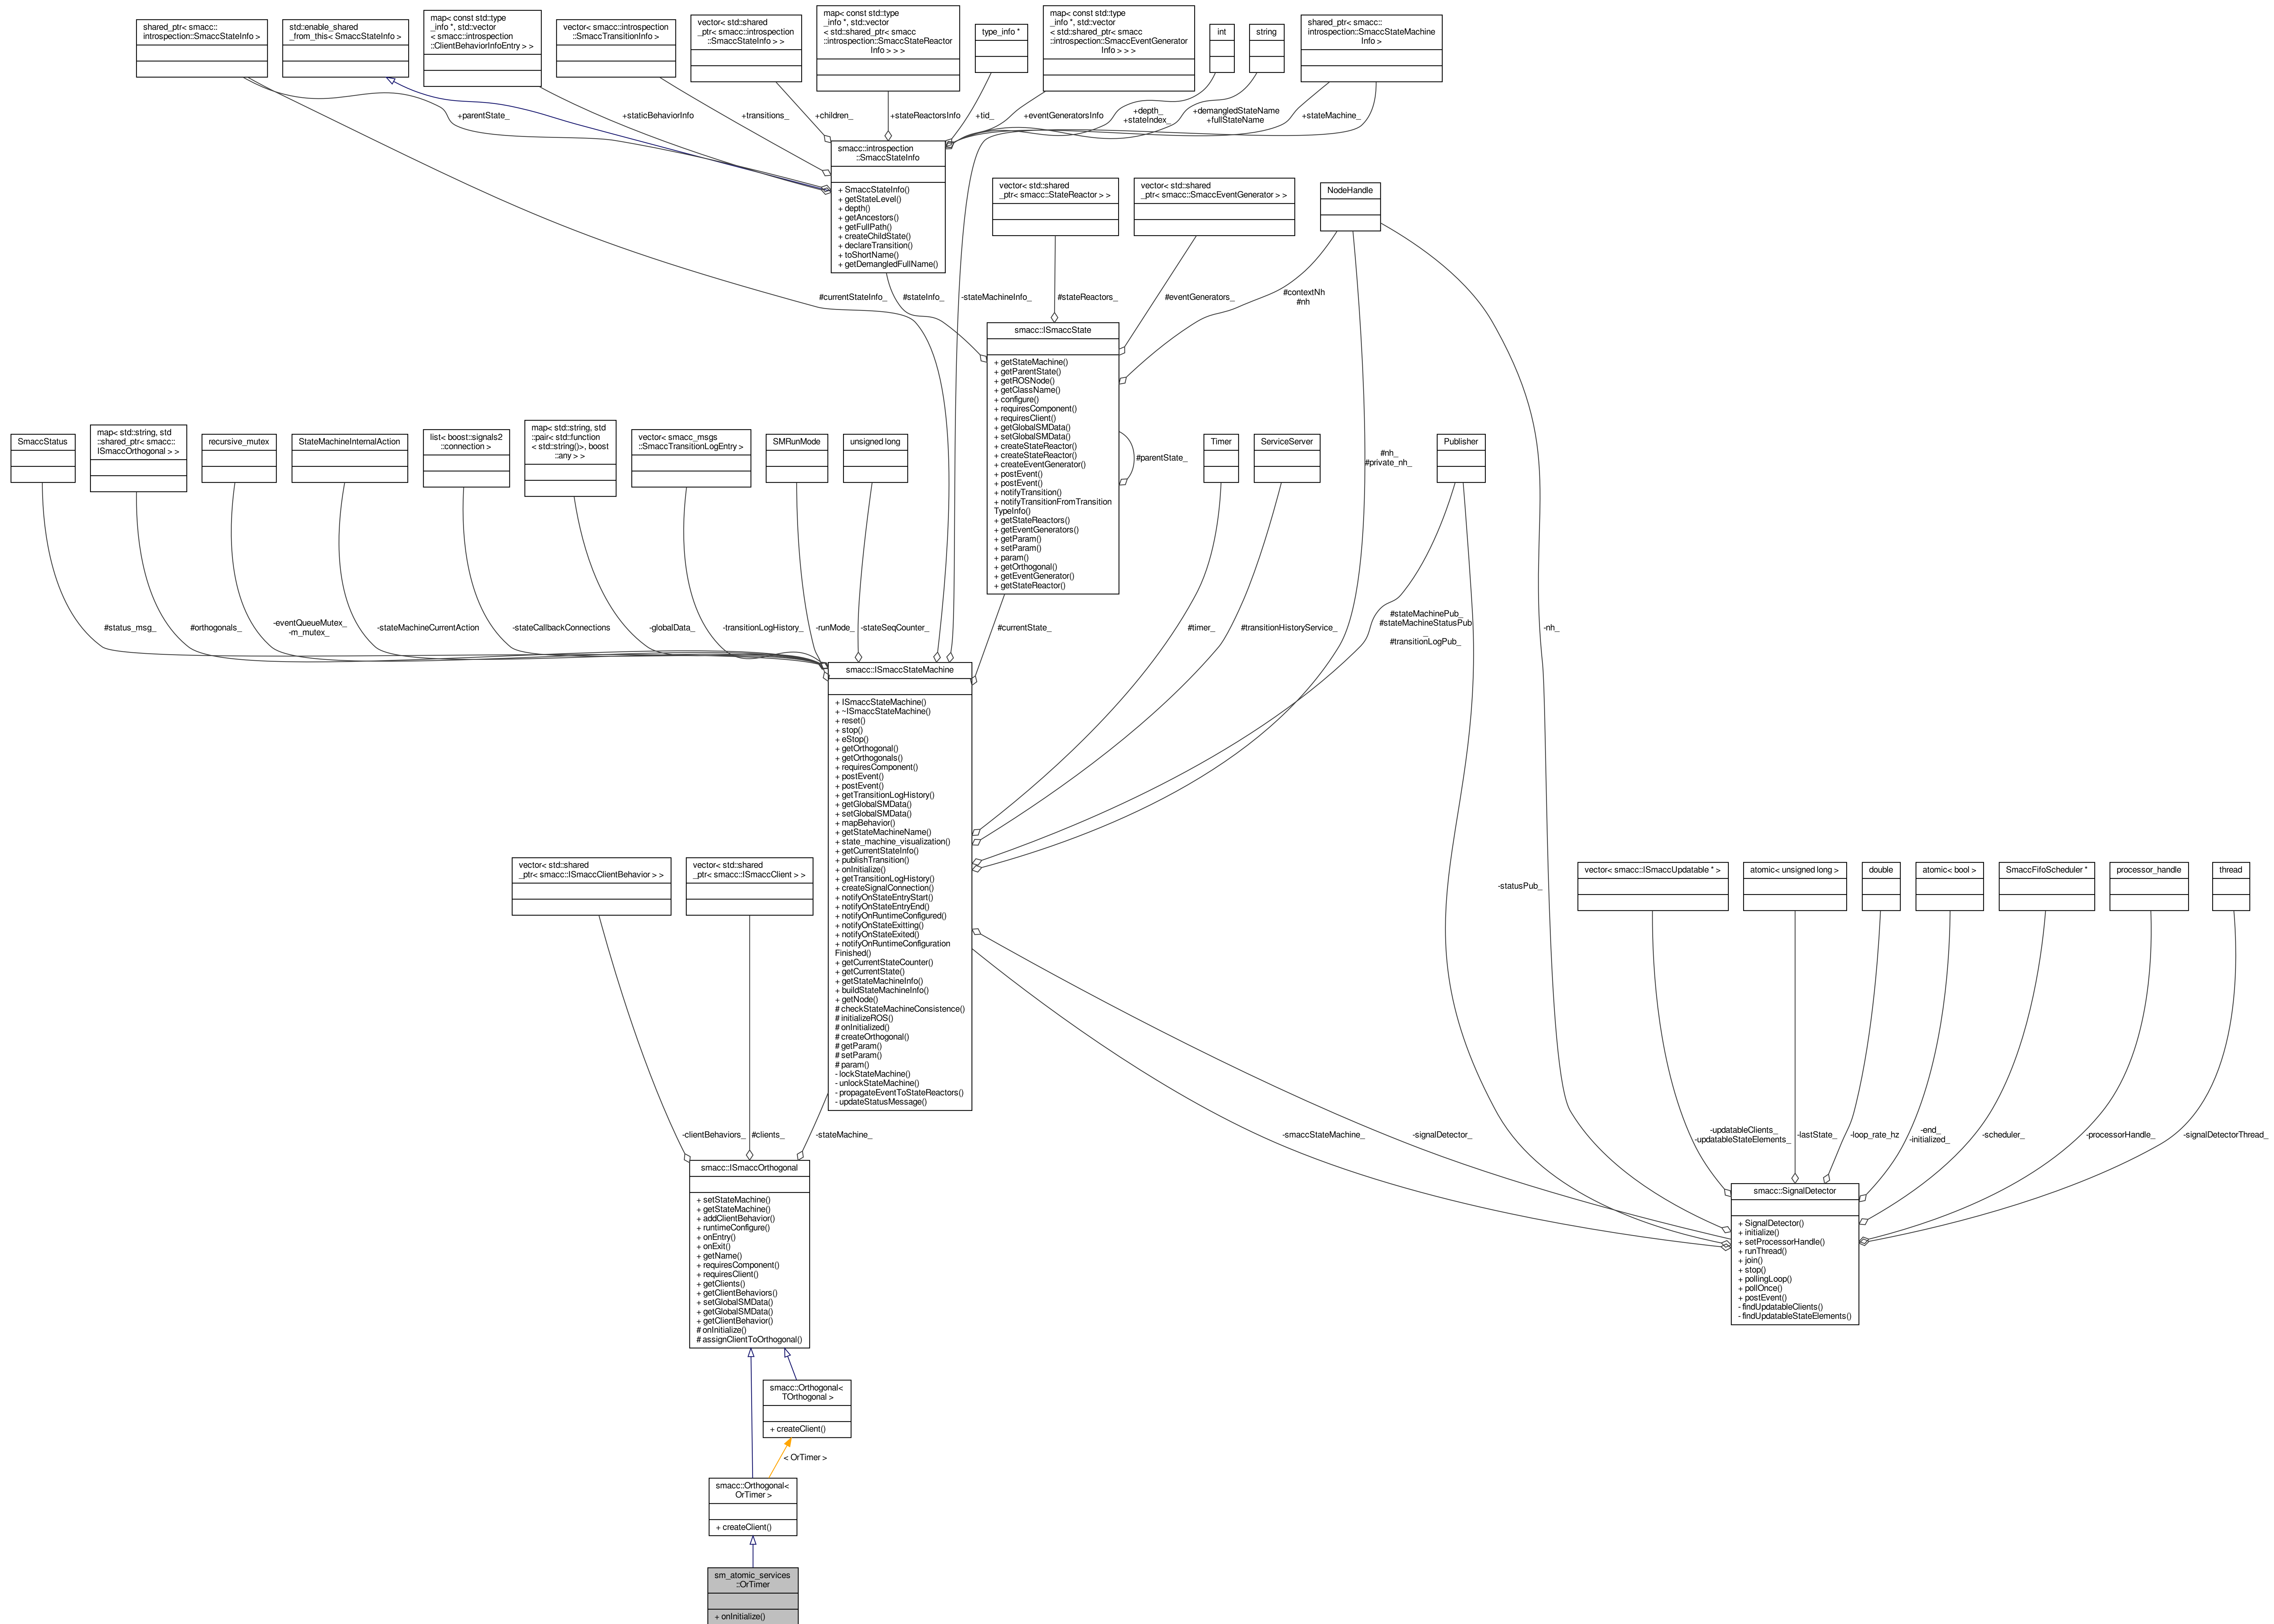 shared_ptr< smacc::
introspection::SmaccStateInfo >
std::enable_shared
_from_this< SmaccStateInfo >
map< const std::type
_info *, std::vector
< smacc::introspection
::ClientBehaviorInfoEntry > >
vector< smacc::introspection
::SmaccTransitionInfo >
vector< std::shared
_ptr< smacc::introspection
::SmaccStateInfo > >
map< const std::type
_info *, std::vector
< std::shared_ptr< smacc
::introspection::SmaccStateReactor
Info > > >
type_info *
map< const std::type
_info *, std::vector
< std::shared_ptr< smacc
::introspection::SmaccEventGenerator
Info > > >
int
string
shared_ptr< smacc::
introspection::SmaccStateMachine
Info >
+parentState_
+staticBehaviorInfo
+transitions_
+children_
+stateReactorsInfo
+tid_
+eventGeneratorsInfo
+depth_
+stateIndex_
+demangledStateName
+fullStateName
+stateMachine_
smacc::introspection
::SmaccStateInfo
+ SmaccStateInfo()
+ getStateLevel()
+ depth()
+ getAncestors()
+ getFullPath()
+ createChildState()
+ declareTransition()
+ toShortName()
+ getDemangledFullName()
vector< std::shared
_ptr< smacc::StateReactor > >
vector< std::shared
_ptr< smacc::SmaccEventGenerator > >
NodeHandle
#currentStateInfo_
#stateInfo_
-stateMachineInfo_
#stateReactors_
#eventGenerators_
#contextNh
#nh
smacc::ISmaccState
+ getStateMachine()
+ getParentState()
+ getROSNode()
+ getClassName()
+ configure()
+ requiresComponent()
+ requiresClient()
+ getGlobalSMData()
+ setGlobalSMData()
+ createStateReactor()
+ createStateReactor()
+ createEventGenerator()
+ postEvent()
+ postEvent()
+ notifyTransition()
+ notifyTransitionFromTransition
TypeInfo()
+ getStateReactors()
+ getEventGenerators()
+ getParam()
+ setParam()
+ param()
+ getOrthogonal()
+ getEventGenerator()
+ getStateReactor()
#parentState_
SmaccStatus
map< std::string, std
::shared_ptr< smacc::
ISmaccOrthogonal > >
recursive_mutex
StateMachineInternalAction
list< boost::signals2
::connection >
map< std::string, std
::pair< std::function
< std::string()>, boost
::any > >
vector< smacc_msgs
::SmaccTransitionLogEntry >
SMRunMode
unsigned long
Timer
ServiceServer
#nh_
#private_nh_
Publisher
#status_msg_
#orthogonals_
-eventQueueMutex_
-m_mutex_
-stateMachineCurrentAction
-stateCallbackConnections
-globalData_
-transitionLogHistory_
-runMode_
-stateSeqCounter_
#currentState_
#timer_
#transitionHistoryService_
#stateMachinePub_
#stateMachineStatusPub
_
#transitionLogPub_
-nh_
smacc::ISmaccStateMachine
+ ISmaccStateMachine()
+ ~ISmaccStateMachine()
+ reset()
+ stop()
+ eStop()
+ getOrthogonal()
+ getOrthogonals()
+ requiresComponent()
+ postEvent()
+ postEvent()
+ getTransitionLogHistory()
+ getGlobalSMData()
+ setGlobalSMData()
+ mapBehavior()
+ getStateMachineName()
+ state_machine_visualization()
+ getCurrentStateInfo()
+ publishTransition()
+ onInitialize()
+ getTransitionLogHistory()
+ createSignalConnection()
+ notifyOnStateEntryStart()
+ notifyOnStateEntryEnd()
+ notifyOnRuntimeConfigured()
+ notifyOnStateExitting()
+ notifyOnStateExited()
+ notifyOnRuntimeConfiguration
Finished()
+ getCurrentStateCounter()
+ getCurrentState()
+ getStateMachineInfo()
+ buildStateMachineInfo()
+ getNode()
# checkStateMachineConsistence()
# initializeROS()
# onInitialized()
# createOrthogonal()
# getParam()
# setParam()
# param()
- lockStateMachine()
- unlockStateMachine()
- propagateEventToStateReactors()
- updateStatusMessage()
vector< std::shared
_ptr< smacc::ISmaccClientBehavior > >
vector< std::shared
_ptr< smacc::ISmaccClient > >
-statusPub_
vector< smacc::ISmaccUpdatable * >
atomic< unsigned long >
double
atomic< bool >
SmaccFifoScheduler *
processor_handle
thread
-clientBehaviors_
#clients_
-stateMachine_
-smaccStateMachine_
-signalDetector_
-updatableClients_
-updatableStateElements_
-lastState_
-loop_rate_hz
-end_
-initialized_
-scheduler_
-processorHandle_
-signalDetectorThread_
smacc::ISmaccOrthogonal
+ setStateMachine()
+ getStateMachine()
+ addClientBehavior()
+ runtimeConfigure()
+ onEntry()
+ onExit()
+ getName()
+ requiresComponent()
+ requiresClient()
+ getClients()
+ getClientBehaviors()
+ setGlobalSMData()
+ getGlobalSMData()
+ getClientBehavior()
# onInitialize()
# assignClientToOrthogonal()
smacc::SignalDetector
+ SignalDetector()
+ initialize()
+ setProcessorHandle()
+ runThread()
+ join()
+ stop()
+ pollingLoop()
+ pollOnce()
+ postEvent()
- findUpdatableClients()
- findUpdatableStateElements()
smacc::Orthogonal<
TOrthogonal >
+ createClient()
< OrTimer >
smacc::Orthogonal<
OrTimer >
+ createClient()
sm_atomic_services
::OrTimer
+ onInitialize()